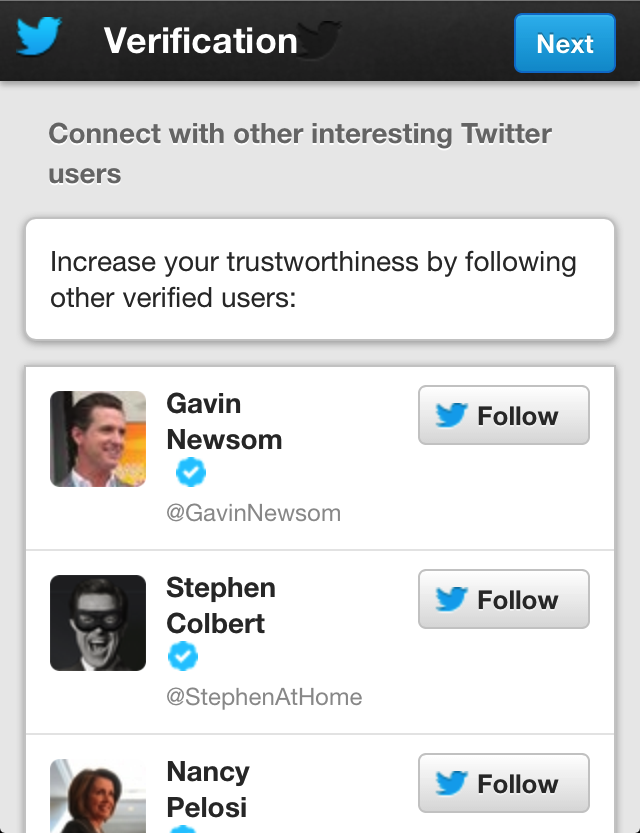 Verification
Next
Connect with other interesting Twitter
users
Increase your trustworthiness by following
other verified users:
Gavin
Newsom
@GavinNewsom
Follow
Stephen
Colbert
@StephenAtHome
Follow
Nancy
Pelosi
Follow